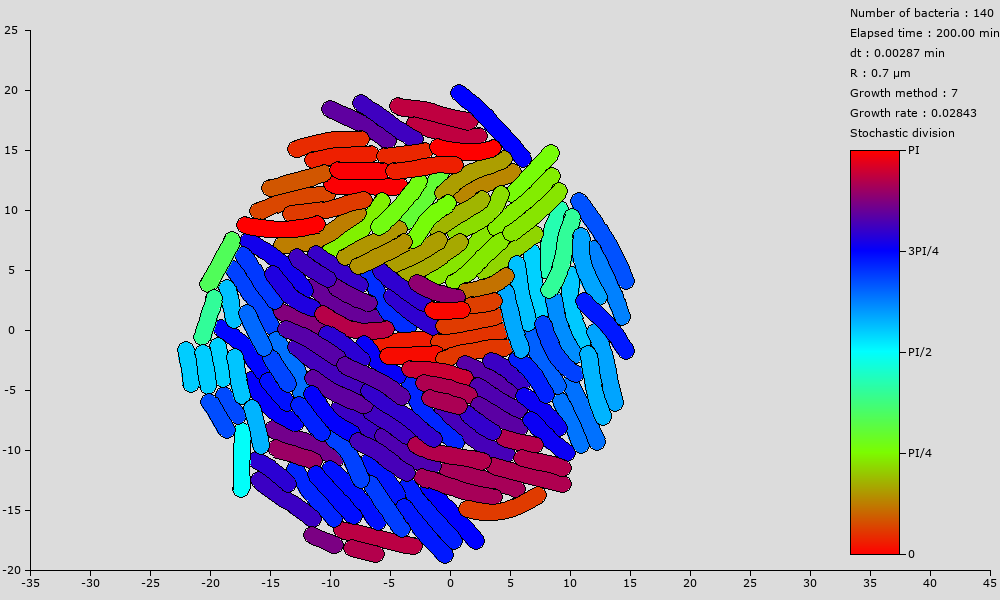 Number of bacteria : 140
Elapsed time : 200.00 min
dt : 0.00287 min
R : 0.7 µm
Growth method : 7
Growth rate : 0.02843
Stochastic division
PI
3PI/4
PI/2
PI/4
0
25
20
15
10
5
0
-5
-10
-15
-20
-35 -30 -25 -20 -15 -10 -5 0 5 10 15 20 25 30 35 40 45